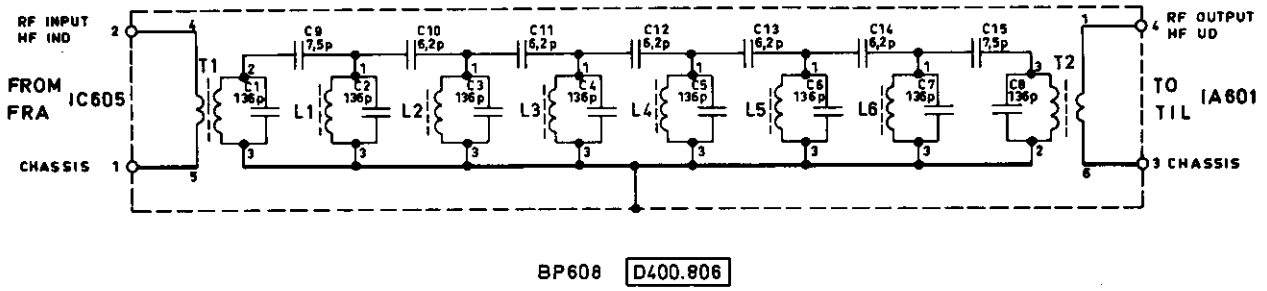 RF INPUT
HF IND
2
4
C9
7,5p
C10
6,2p
C11
6,2p
C12
6,2p
C13
6,2p
C14
6,2p
C15
7,5p
1
4
RF OUTPUT
HF UD
T1
2
C1
136p
1
C2
136p
1
C3
136p
1
C4
136p
1
C5
136p
1
C6
136p
1
C7
136p
C8
136p
3
T2
FROM
FRA
IC605
L1
L2
L3
L4
L5
L6
TO
TIL
IA601
3
3
3
3
3
3
3
2
CHASSIS
1
5
6
3
CHASSIS
BP608
D400.806